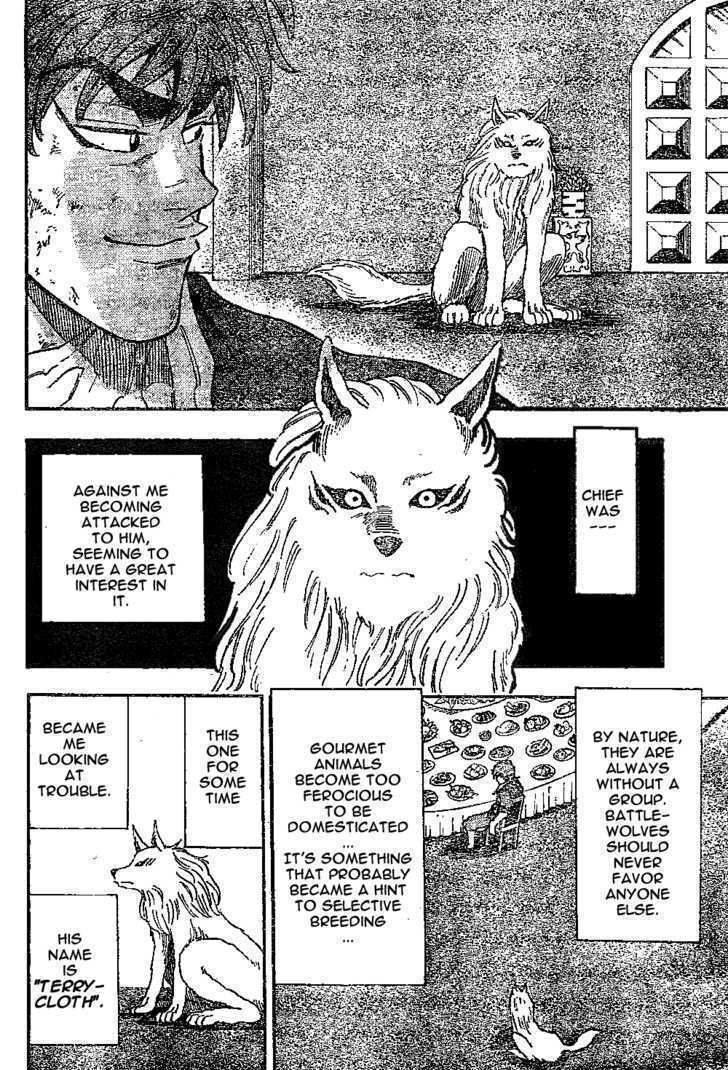 CHIEF
WAS
---
AGAINST ME
BECOMING
ATTACKED
TO HIM,
SEEMING TO
HAVE A GREAT
INTEREST IN
IT.
BY NATURE,
THEY ARE
ALWAYS
WITHOUT A
GROUP.
BATTLE-
WOLVES
SHOULD
NEVER
FAVOR
ANYONE
ELSE.
GOURMET
ANIMALS
BECOME TOO
FEROCIOUS
TO BE
DOMESTICATED
...
IT'S SOMETHING
THAT PROBABLY
BECAME A HINT
TO SELECTIVE
BREEDING
...
THIS
ONE FOR
SOME
TIME
BECAME
ME
LOOKING
AT
TROUBLE.
HIS
NAME
IS
"TERRY-
CLOTH".